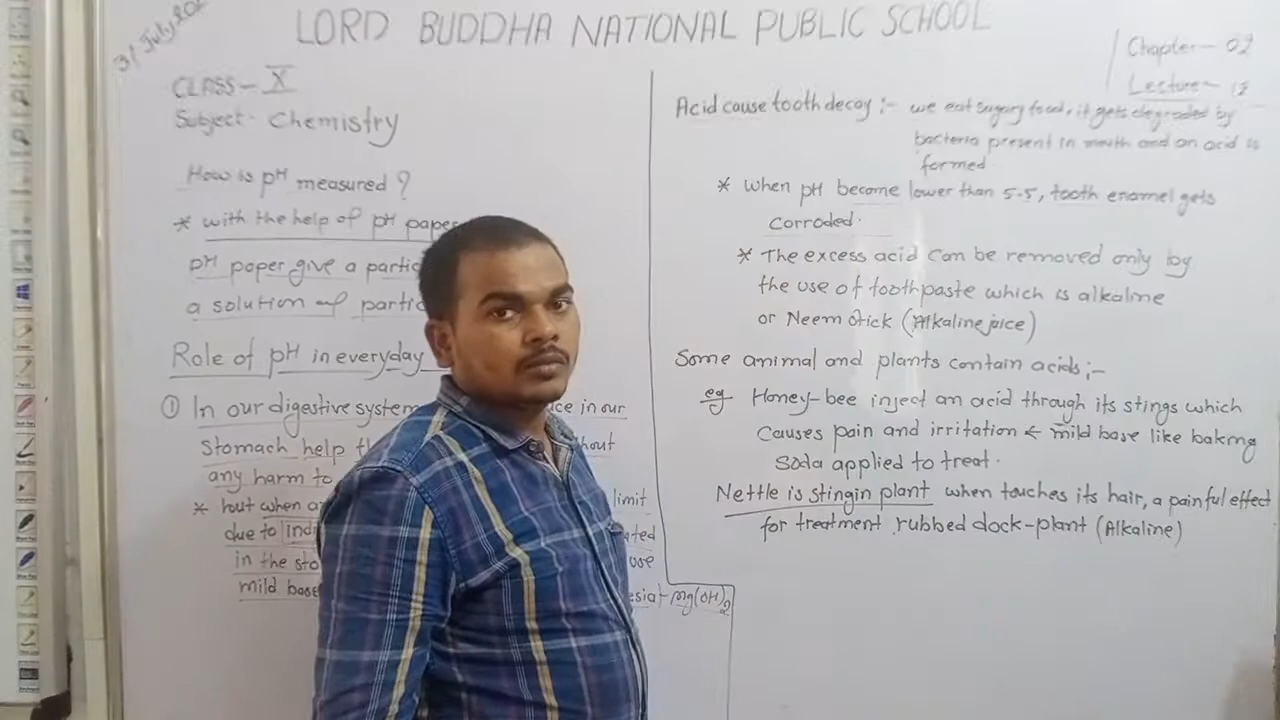 LORD BUDDHA NATIONAL PUBLIC SCHOOL
31 July
Chapter - 02
Lecture -
CLASS - X
Subject - Chemistry
How is pH measured ?
* with the help of pH paper
pH paper give a partic
a solution of partic
Role of pH in everyday
① In our digestive system
ce in our
Stomach help th
hout
any harm to
* bout when a
limit
due to Ind
ated
in the sto
use
mild base
esia - Mg(OH)2
Acid cause tooth decay :- we eat sugary food, it gets degraded by
bacteria present in mouth and an acid is
formed
* When pH become lower than 5.5, tooth enamel gets
Corroded.
* The excess acid can be removed only by
the use of toothpaste which is alkaline
or Neem Stick (Alkaline juice)
Some animal and plants contain acids ;-
eg Honey-bee inject an acid through its stings which
Causes pain and irritation ← mild base like baking
Soda applied to treat.
Nettle is stingin plant when touches its hair, a painful effect
for treatment rubbed dock-plant (Alkaline)